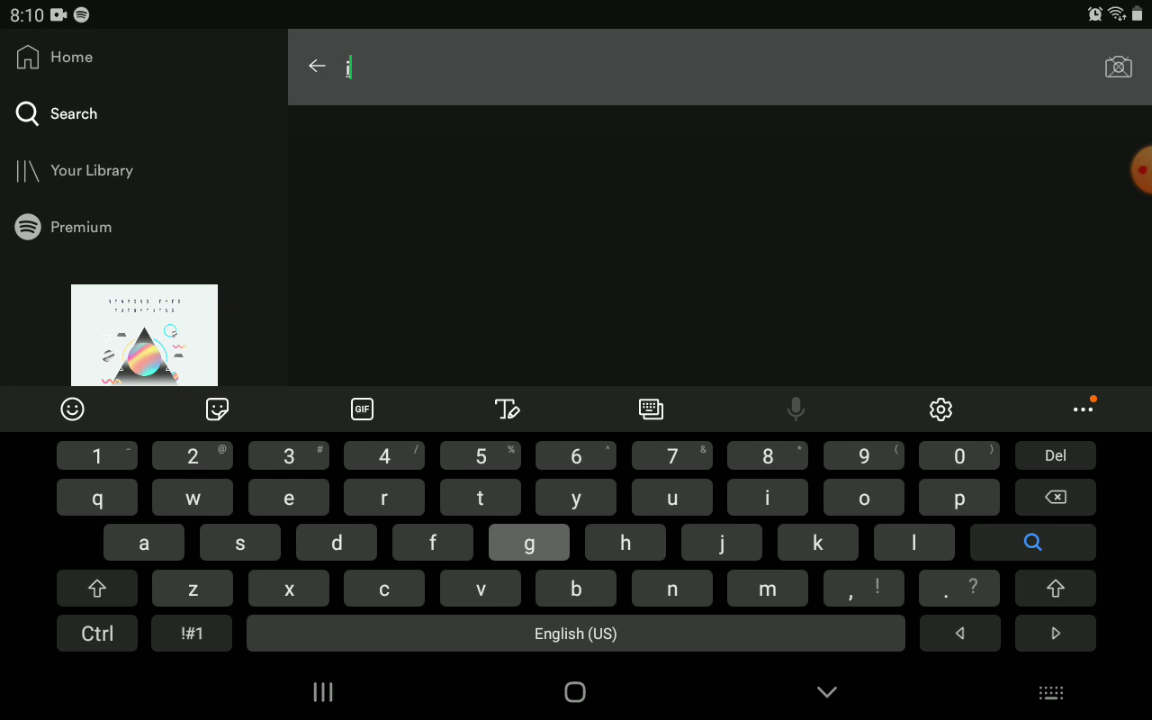 8:10
Home
i
Search
Your Library
Premium
GIF
1 - 2 @ 3 # 4 / 5 % 6 ^ 7 & 8 * 9 ( 0 ) Del
q w e r t y u i o p
a s d f g h j k l
z x c v b n m , ! . ?
Ctrl !#1 English (US)